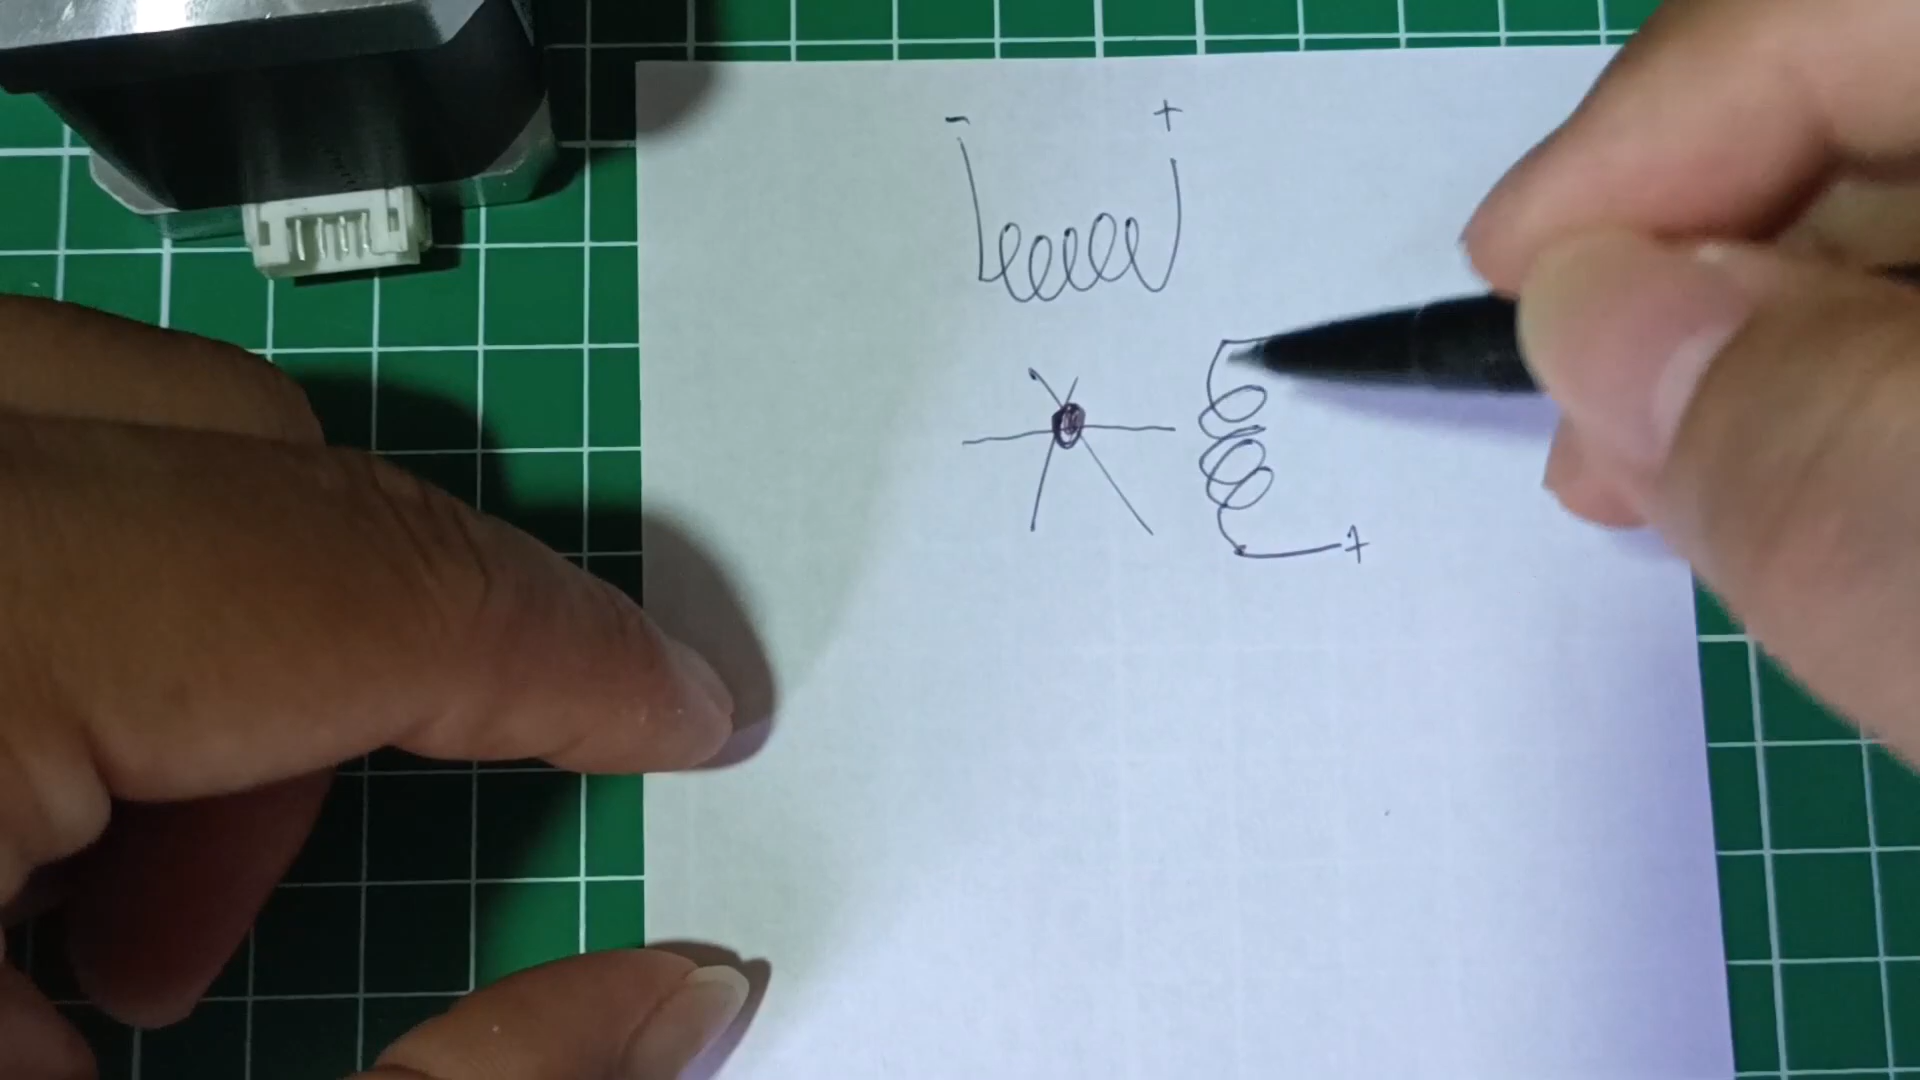 - +
+